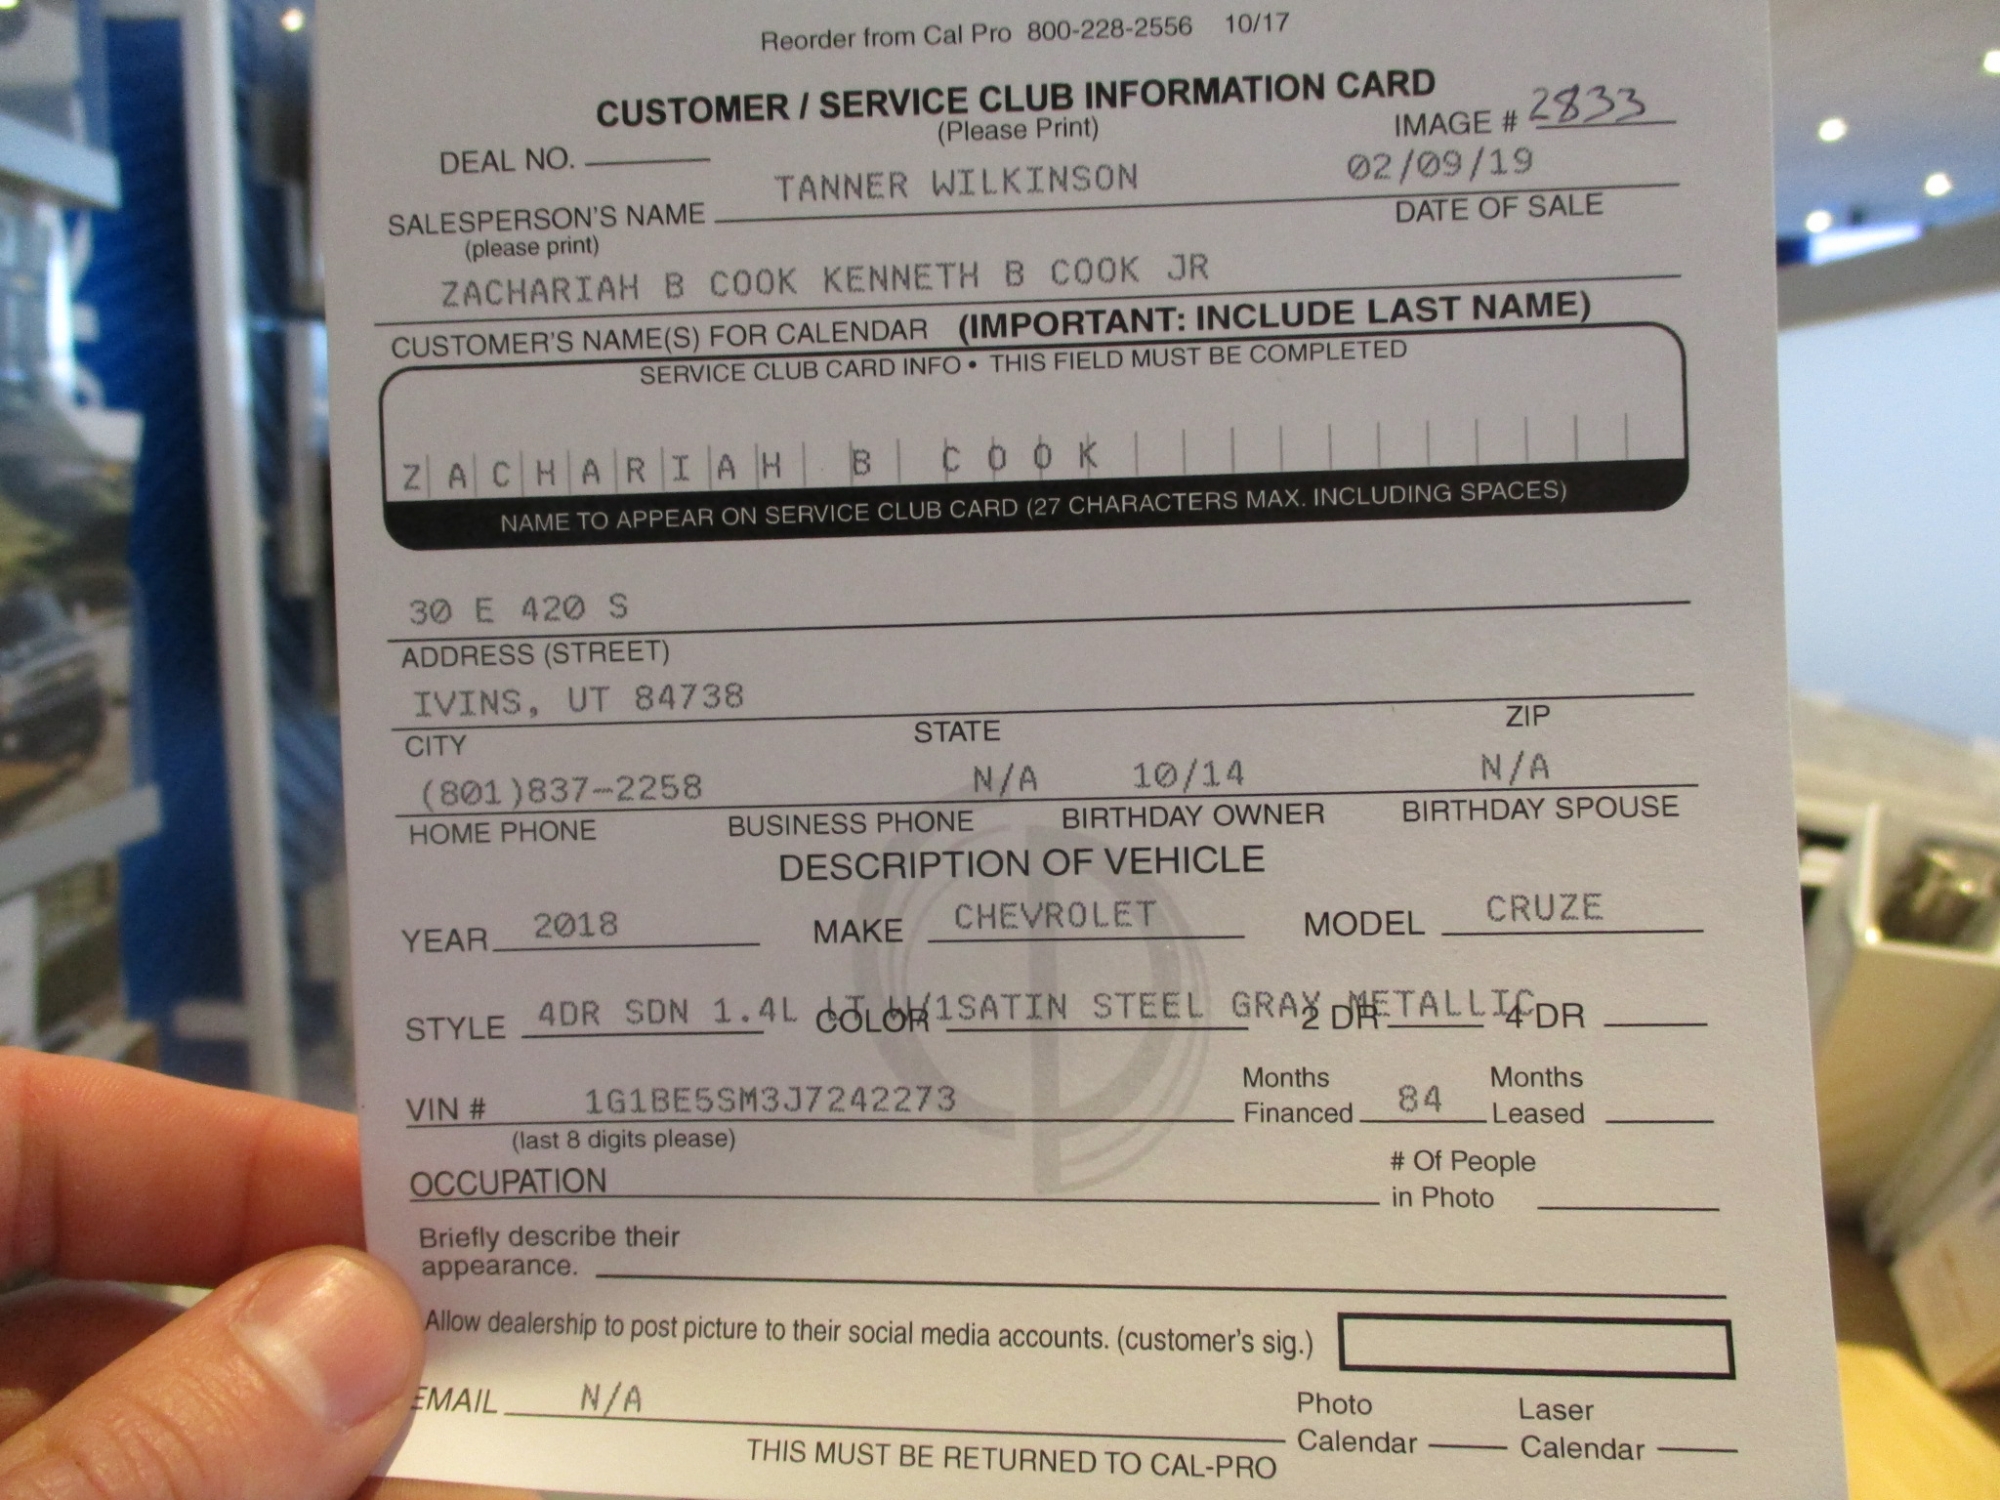 Reorder from Cal Pro 800-228-2556 10/17
CUSTOMER / SERVICE CLUB INFORMATION CARD
(Please Print)
IMAGE # 2833
DEAL NO.
TANNER WILKINSON 02/09/19
SALESPERSON'S NAME DATE OF SALE
(please print)
ZACHARIAH B COOK KENNETH B COOK JR
CUSTOMER'S NAME(S) FOR CALENDAR (IMPORTANT: INCLUDE LAST NAME)
SERVICE CLUB CARD INFO • THIS FIELD MUST BE COMPLETED
ZACHARIAH B COOK
NAME TO APPEAR ON SERVICE CLUB CARD (27 CHARACTERS MAX. INCLUDING SPACES)
30 E 420 S
ADDRESS (STREET)
IVINS, UT 84738
CITY STATE ZIP
(801)837-2258 N/A 10/14 N/A
HOME PHONE BUSINESS PHONE BIRTHDAY OWNER BIRTHDAY SPOUSE
DESCRIPTION OF VEHICLE
YEAR 2018 MAKE CHEVROLET MODEL CRUZE
STYLE 4DR SDN 1.4L LT COLOR SATIN STEEL GRAY METALLIC 2 DR 4 DR
VIN # 1G1BE5SM3J7242273 Months Financed 84 Months Leased
(last 8 digits please)
OCCUPATION # Of People in Photo
Briefly describe their
appearance.
Allow dealership to post picture to their social media accounts. (customer's sig.)
EMAIL N/A Photo Calendar Laser Calendar
THIS MUST BE RETURNED TO CAL-PRO